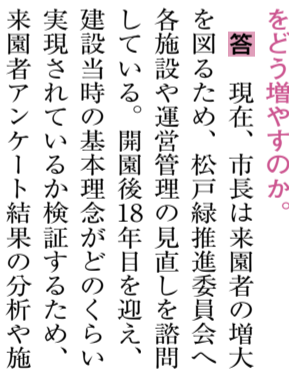 をどう増やすのか。
答　現在、市長は来園者の増大
を図るため、松戸緑推進委員会へ
各施設や運営管理の見直しを諮問
している。開園後18年目を迎え、
建設当時の基本理念がどのくらい
実現されているか検証するため、
来園者アンケート結果の分析や施